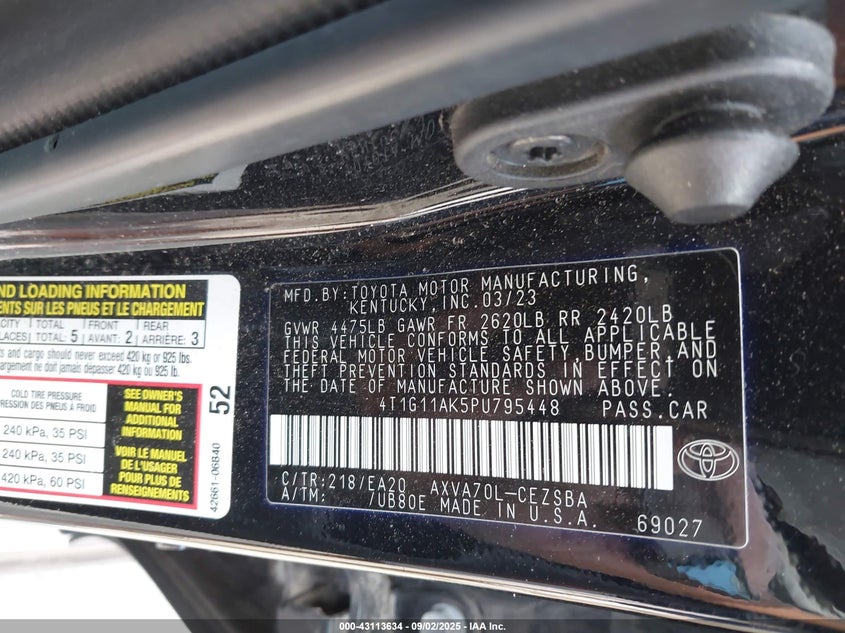 ND LOADING INFORMATION
ENTS SUR LES PNEUS ET LE CHARGEMENT
CITY TOTAL FRONT REAR
PLACES TOTAL 5 AVANT: 2 ARRIÈRE: 3
ts and cargo should never exceed 420 kg or 925 lbs.
argement ne doit jamais dépasser 420 kg ou 925 lb.
COLD TIRE PRESSURE
PRESSION DES PNEUS A FROID
240 kPa, 35 PSI
240 kPa, 35 PSI
420 kPa, 60 PSI
SEE OWNER'S
MANUAL FOR
ADDITIONAL
INFORMATION
VOIR LE MANUEL
DE L'USAGER
POUR PLUS DE
RENSEIGNEMENTS
52
42661-06B40
MFD.BY:TOYOTA MOTOR MANUFACTURING,
KENTUCKY, INC.03/23
GVWR 4475LB GAWR FR 2620LB RR 2420LB
THIS VEHICLE CONFORMS TO ALL APPLICABLE
FEDERAL MOTOR VEHICLE SAFETY,BUMPER,AND
THEFT PREVENTION STANDARDS IN EFFECT ON
THE DATE OF MANUFACTURE SHOWN ABOVE.
4T1G11AK5PU795448 PASS.CAR
C/TR:218/EA20 AXVA70L-CEZSBA
A/TM: /UB80E MADE IN U.S.A.
69027
000-43113634 - 09/02/2025 - IAAI.COM